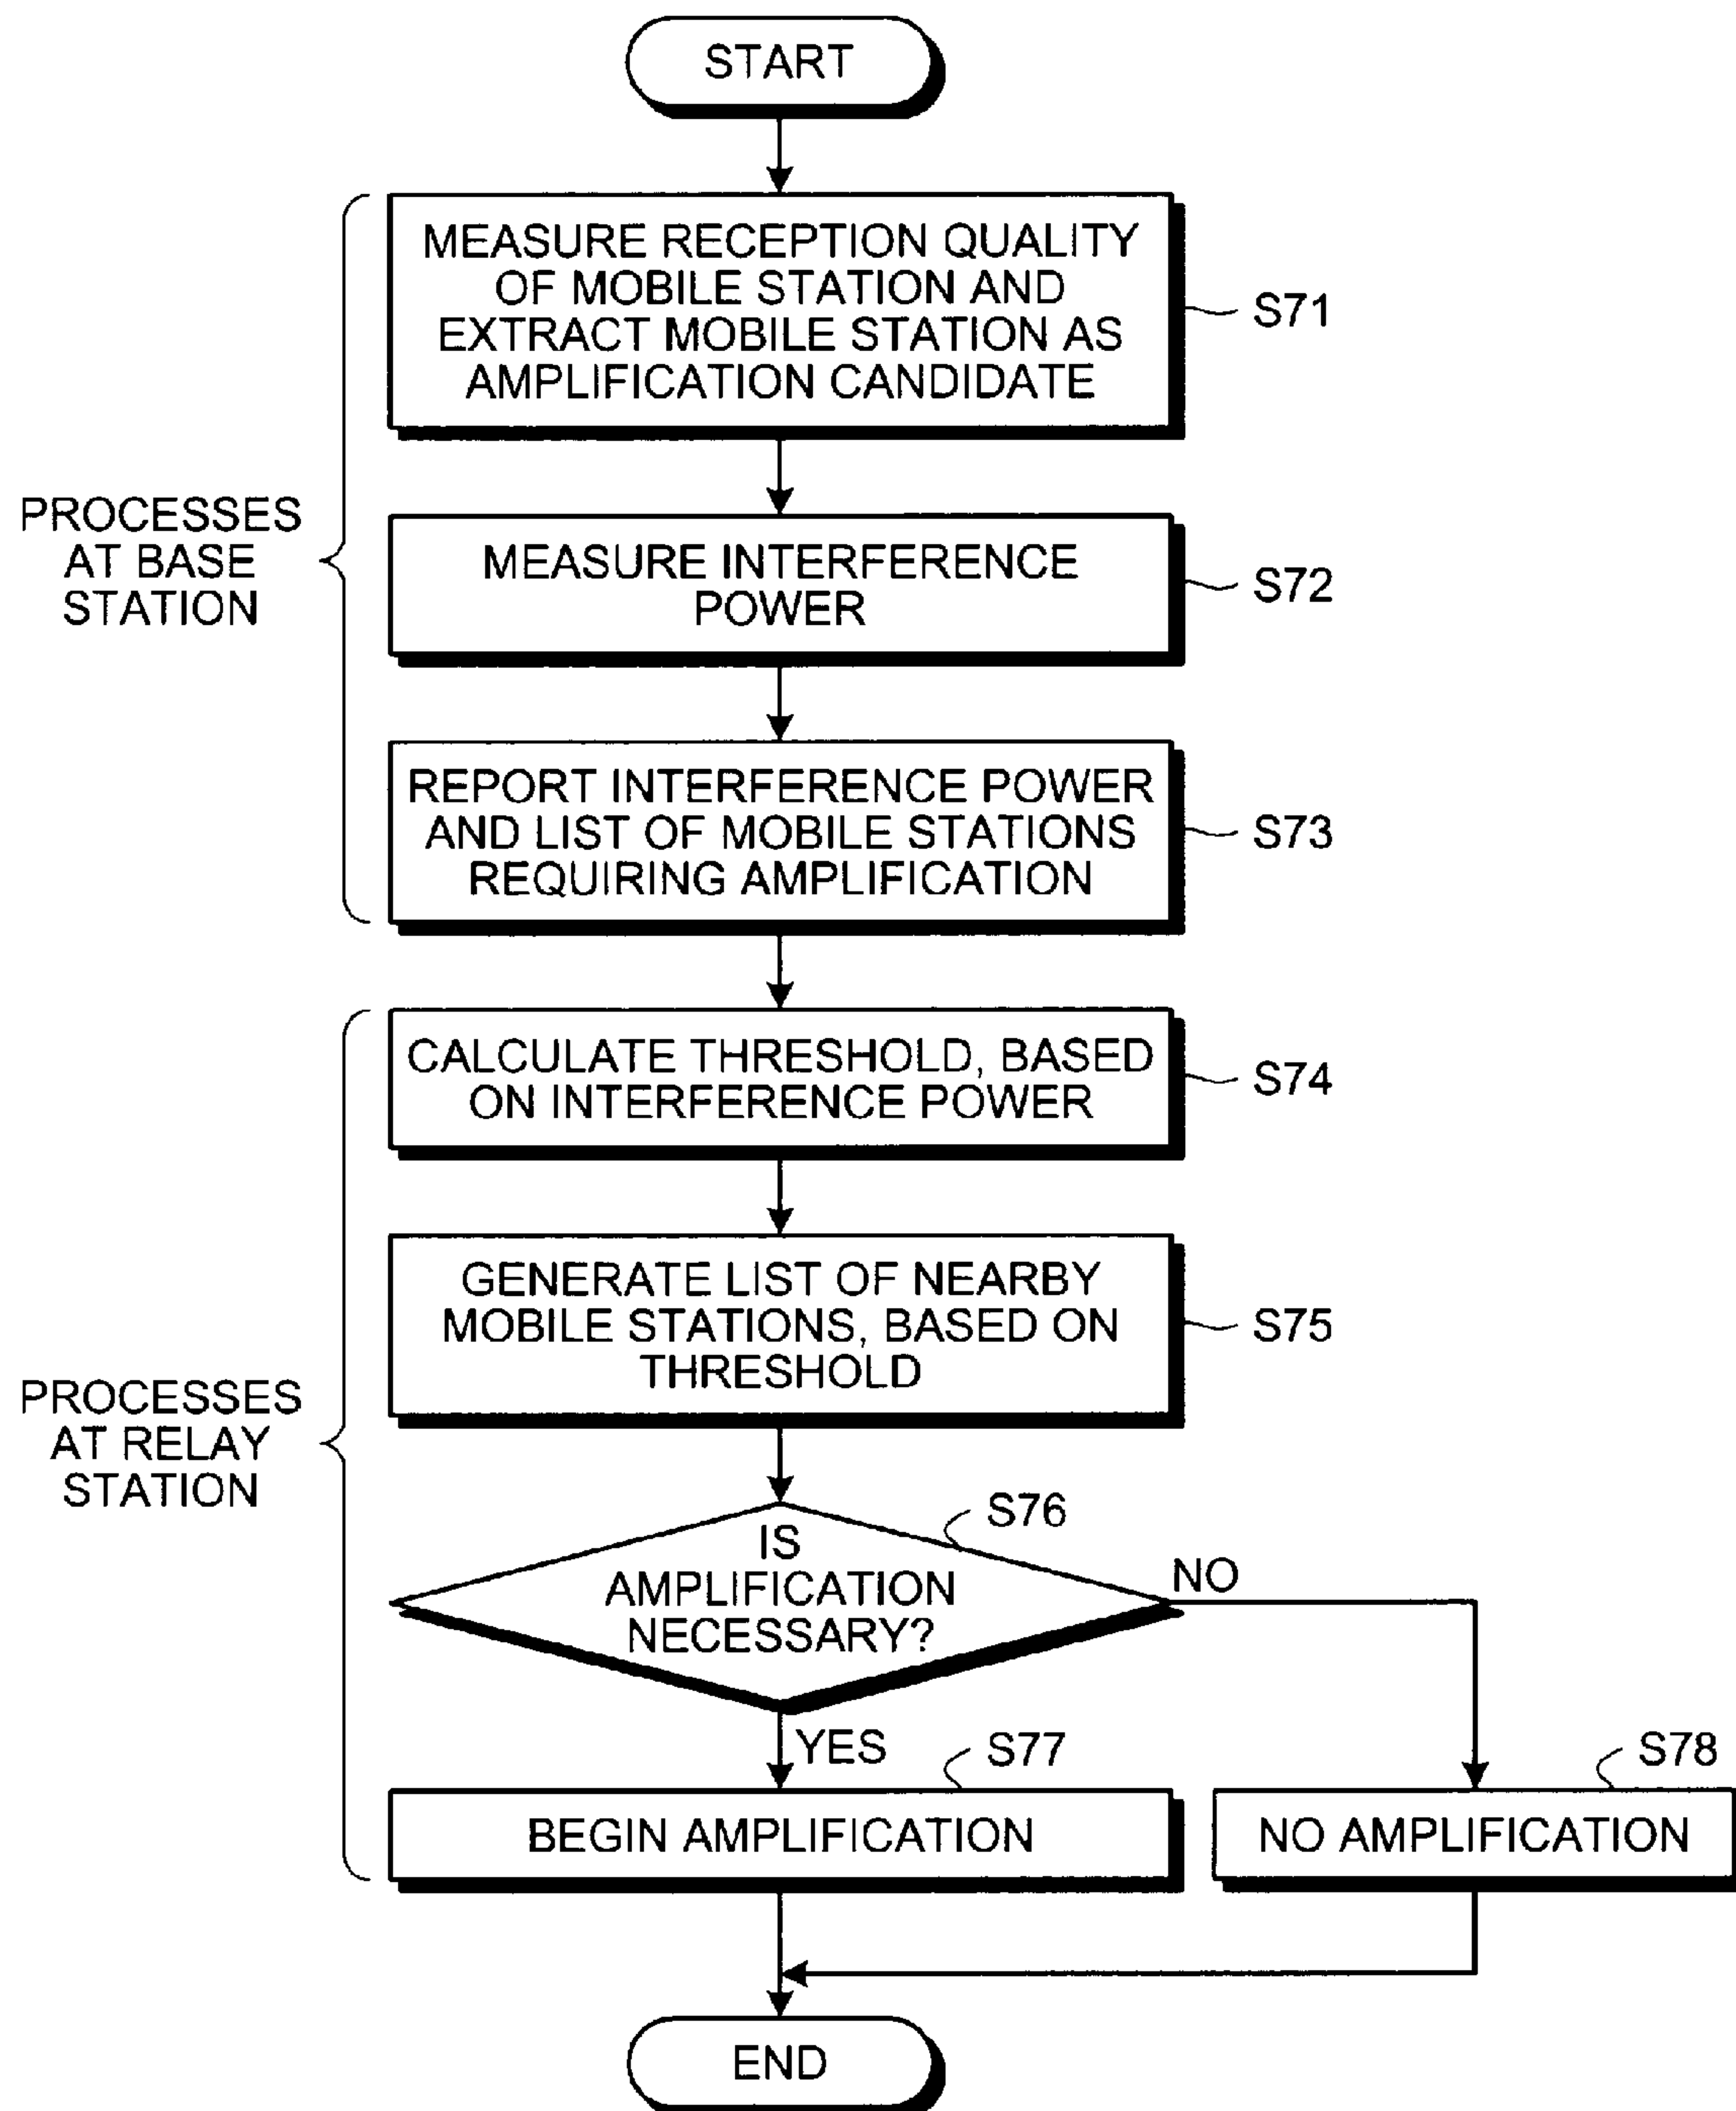 START
MEASURE RECEPTION QUALITY
OF MOBILE STATION AND
EXTRACT MOBILE STATION AS
AMPLIFICATION CANDIDATE
S71
PROCESSES
AT BASE
STATION
MEASURE INTERFERENCE
POWER
S72
REPORT INTERFERENCE POWER
AND LIST OF MOBILE STATIONS
REQUIRING AMPLIFICATION
S73
CALCULATE THRESHOLD, BASED
ON INTERFERENCE POWER
S74
GENERATE LIST OF NEARBY
MOBILE STATIONS, BASED ON
THRESHOLD
S75
PROCESSES
AT RELAY
STATION
S76
IS
AMPLIFICATION
NECESSARY?
NO
YES
S77
S78
BEGIN AMPLIFICATION
NO AMPLIFICATION
END